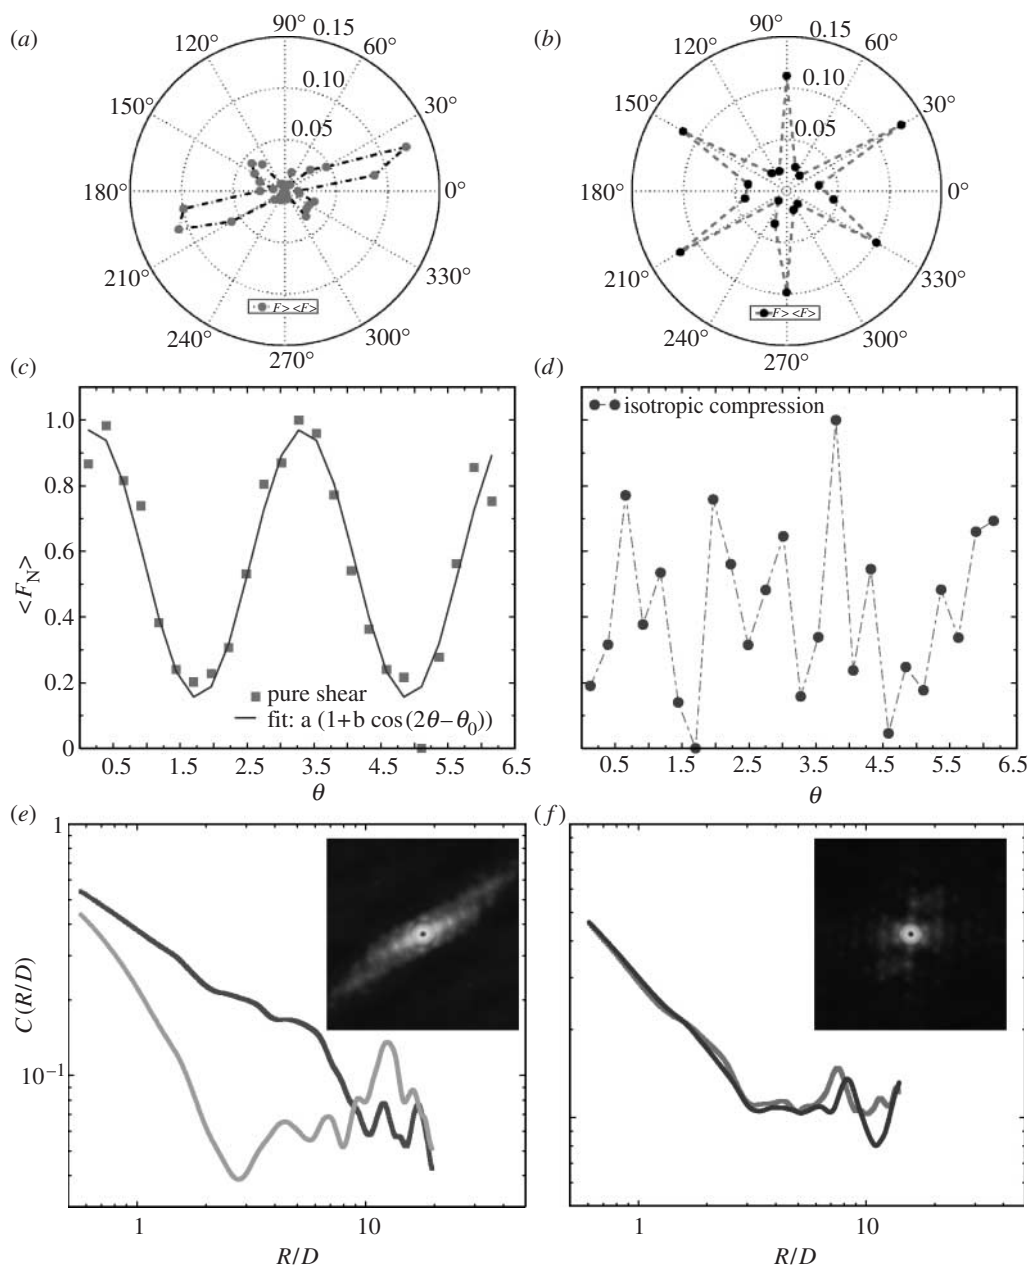 (a) 90° 0.15 (b) 90° 0.15
120° 60° 120° 60°
0.10 0.10
150° 30° 150° 30°
0.05 0.05
180° 0° 180° 0°
210° 330° 210° 330°
F> <F> F> <F>
240° 300° 240° 300°
270° 270°
(c) (d)
1.0 isotropic compression
0.8
0.6
<F_N>
0.4
0.2 pure shear
fit: a (1+b cos(2θ−θ_0))
0
0.5 1.5 2.5 3.5 4.5 5.5 6.5 0.5 1.5 2.5 3.5 4.5 5.5 6.5
θ θ
(e) (f)
1
C(R/D)
10^{−1}
1 10 1 10
R/D R/D